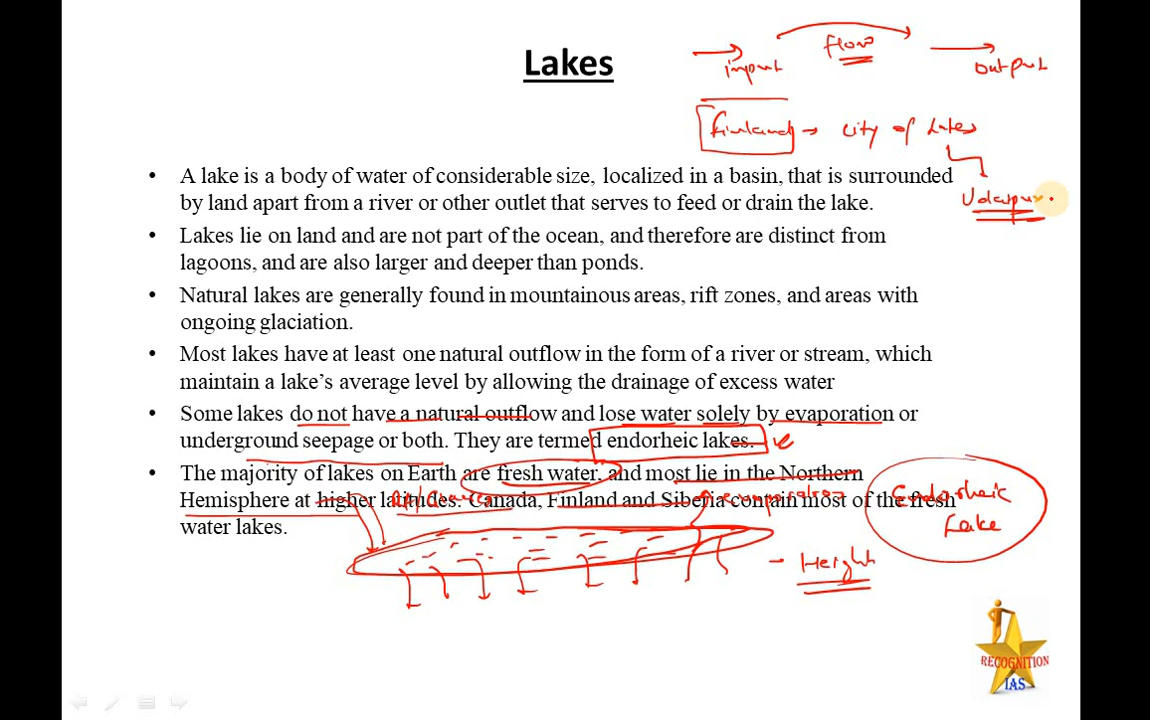 Lakes
input
flow
output
Finland → city of Lakes
Udaipur
• A lake is a body of water of considerable size, localized in a basin, that is surrounded
by land apart from a river or other outlet that serves to feed or drain the lake.
• Lakes lie on land and are not part of the ocean, and therefore are distinct from
lagoons, and are also larger and deeper than ponds.
• Natural lakes are generally found in mountainous areas, rift zones, and areas with
ongoing glaciation.
• Most lakes have at least one natural outflow in the form of a river or stream, which
maintain a lake's average level by allowing the drainage of excess water
• Some lakes do not have a natural outflow and lose water solely by evaporation or
underground seepage or both. They are termed endorheic lakes.
• The majority of lakes on Earth are fresh water, and most lie in the Northern
Hemisphere at higher latitudes. Canada, Finland and Siberia contain most of the fresh
water lakes.
Endorheic
Lake
- Height
RECOGNITION
IAS